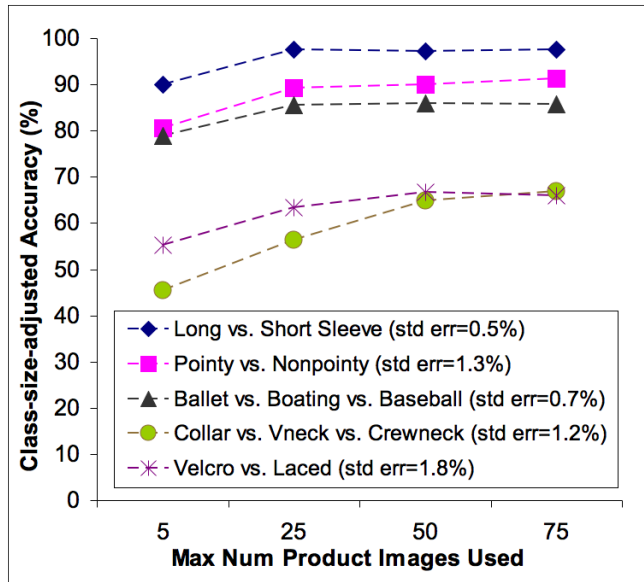 100
90
80
70
60
50
40
30
20
10
0
Class-size-adjusted Accuracy (%)
Long vs. Short Sleeve (std err=0.5%)
Pointy vs. Nonpointy (std err=1.3%)
Ballet vs. Boating vs. Baseball (std err=0.7%)
Collar vs. Vneck vs. Crewneck (std err=1.2%)
Velcro vs. Laced (std err=1.8%)
5 25 50 75
Max Num Product Images Used